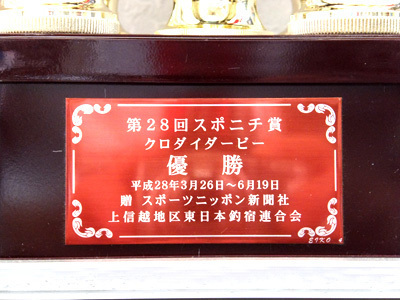 第28回スポニチ賞
クロダイダービー
優勝
平成28年3月26日～6月19日
贈 スポーツニッポン新聞社
上信越地区東日本釣宿連合会
EIKO